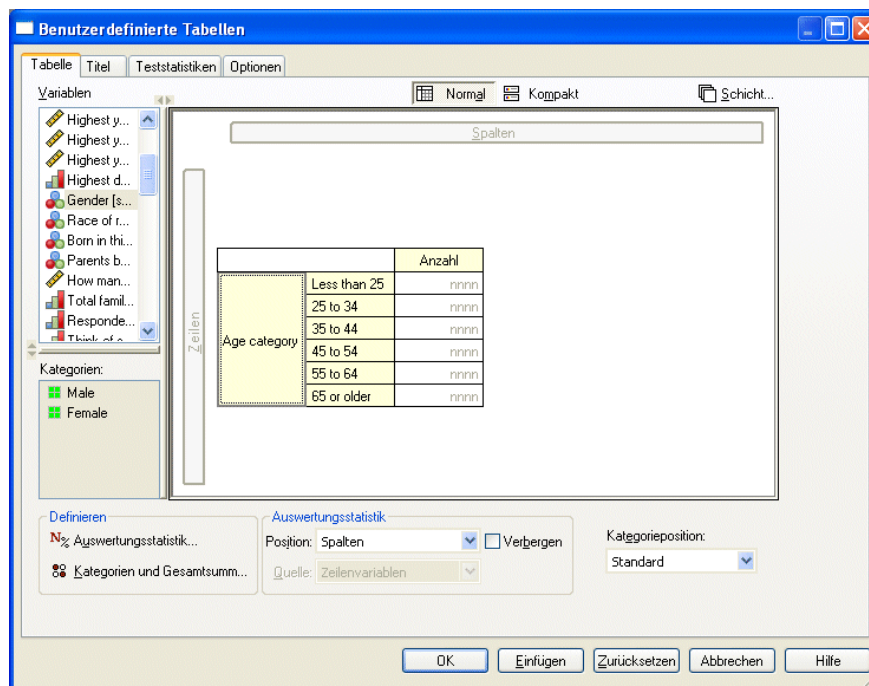 Benutzerdefinierte Tabellen
Tabelle Titel Teststatistiken Optionen
Variablen
Normal Kompakt Schicht...
Highest y...
Highest y...
Highest y...
Highest d...
Gender [s...
Race of r...
Born in thi...
Parents b...
How man...
Total famil...
Responde...
Think of s...
Kategorien:
Male
Female
Spalten
Zeilen
Anzahl
Age category
Less than 25 nnnn
25 to 34 nnnn
35 to 44 nnnn
45 to 54 nnnn
55 to 64 nnnn
65 or older nnnn
Definieren
N% Auswertungsstatistik...
Kategorien und Gesamtsumm...
Auswertungsstatistik
Position: Spalten Verbergen
Quelle: Zeilenvariablen
Kategorieposition:
Standard
OK Einfügen Zurücksetzen Abbrechen Hilfe